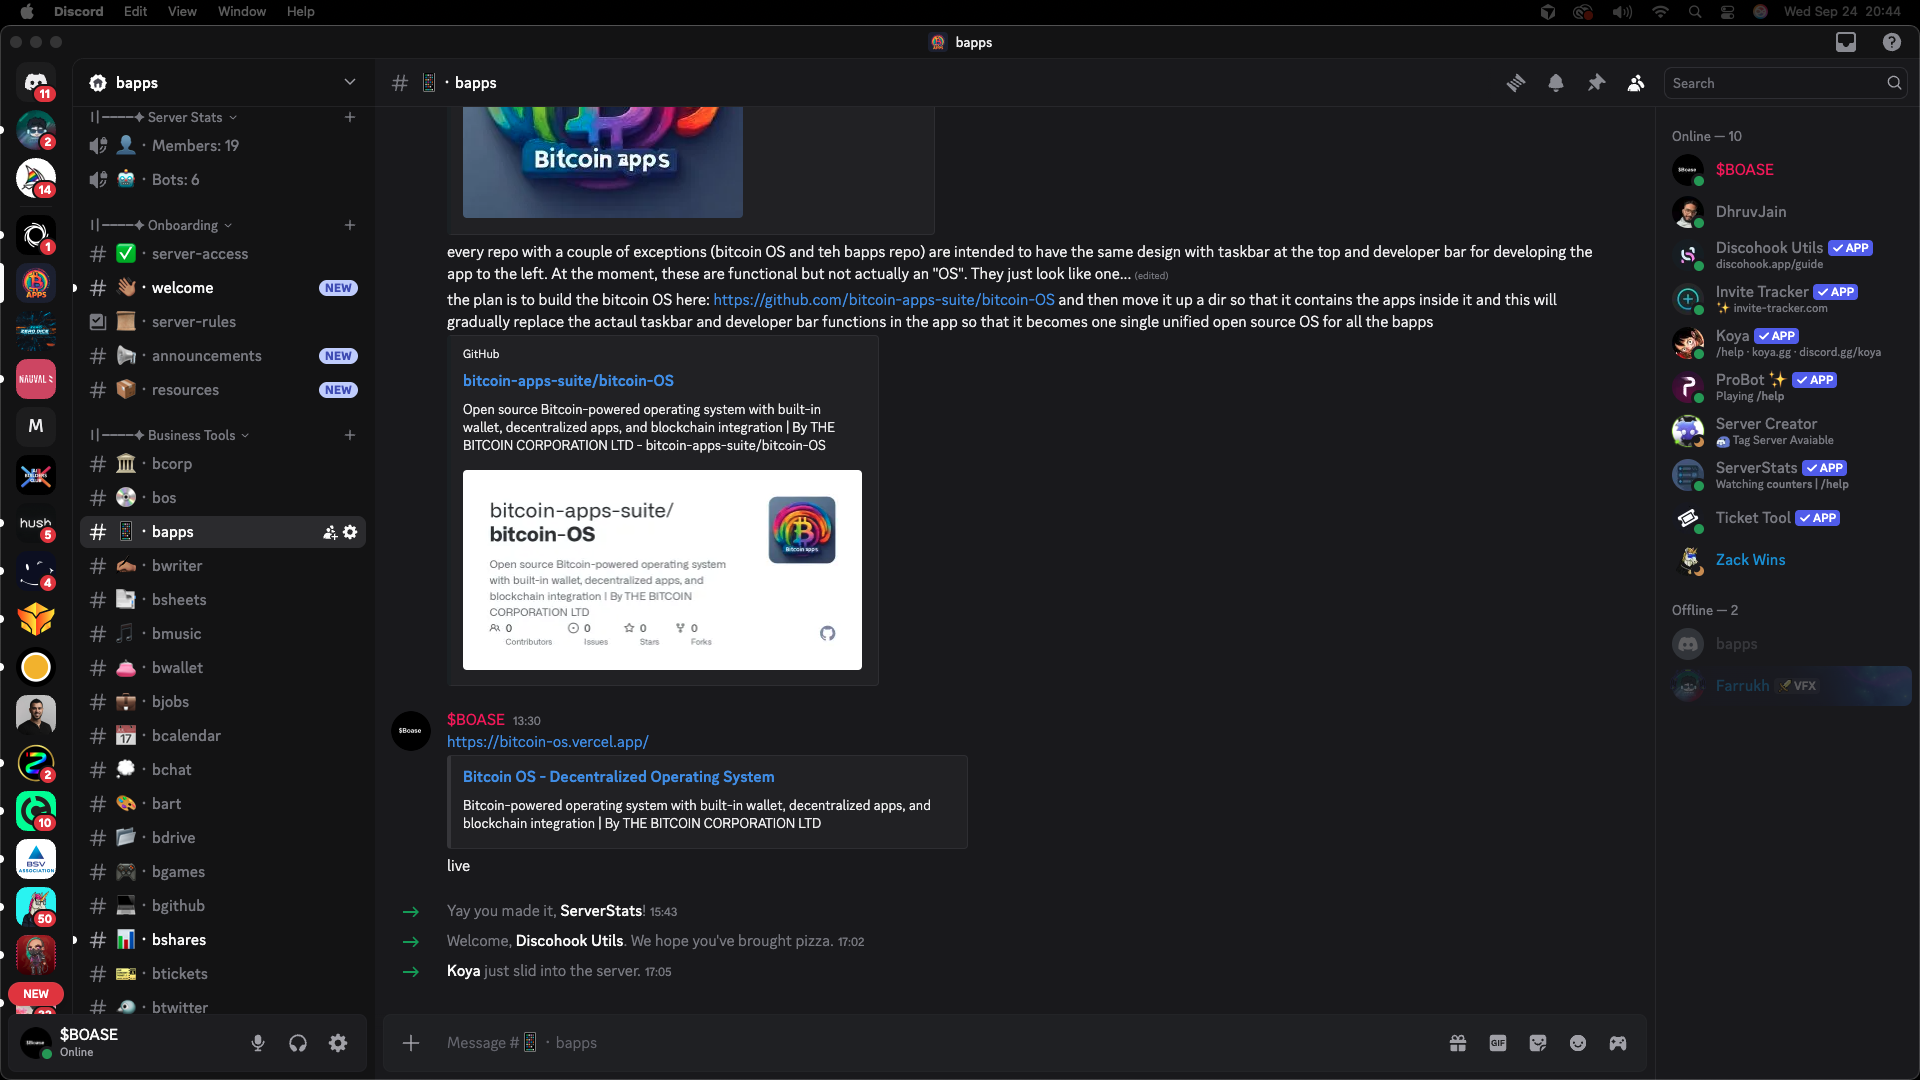 Discord Edit View Window Help
Wed Sep 24 20:44
bapps
11
2
14
1
APPS
NAUVAL
M
hush
5
4
2
10
BSV
ASSOCIATION
50
NEW
bapps
Server Stats
Members: 19
Bots: 6
Onboarding
server-access
welcome NEW
server-rules
announcements NEW
resources NEW
Business Tools
bcorp
bos
bapps
bwriter
bsheets
bmusic
bwallet
bjobs
bcalendar
bchat
bart
bdrive
bgames
bgithub
bshares
btickets
btwitter
$BOASE
Online
# · bapps
Search
Bitcoin apps
every repo with a couple of exceptions (bitcoin OS and teh bapps repo) are intended to have the same design with taskbar at the top and developer bar for developing the
app to the left. At the moment, these are functional but not actually an "OS". They just look like one... (edited)
the plan is to build the bitcoin OS here: https://github.com/bitcoin-apps-suite/bitcoin-OS and then move it up a dir so that it contains the apps inside it and this will
gradually replace the actaul taskbar and developer bar functions in the app so that it becomes one single unified open source OS for all the bapps
GitHub
bitcoin-apps-suite/bitcoin-OS
Open source Bitcoin-powered operating system with built-in
wallet, decentralized apps, and blockchain integration | By THE
BITCOIN CORPORATION LTD - bitcoin-apps-suite/bitcoin-OS
bitcoin-apps-suite/
bitcoin-OS
Bitcoin apps
Open source Bitcoin-powered operating system
with built-in wallet, decentralized apps, and
blockchain integration | By THE BITCOIN
CORPORATION LTD
0 0 0 0
Contributors Issues Stars Forks
$Boase
$BOASE 13:30
https://bitcoin-os.vercel.app/
Bitcoin OS - Decentralized Operating System
Bitcoin-powered operating system with built-in wallet, decentralized apps, and
blockchain integration | By THE BITCOIN CORPORATION LTD
live
Yay you made it, ServerStats! 15:43
Welcome, Discohook Utils. We hope you've brought pizza. 17:02
Koya just slid into the server. 17:05
Message # · bapps
GIF
Online — 10
$BOASE
DhruvJain
Discohook Utils APP
discohook.app/guide
Invite Tracker APP
invite-tracker.com
Koya APP
/help · koya.gg · discord.gg/koya
ProBot APP
Playing /help
Server Creator
Tag Server Avaiable
ServerStats APP
Watching counters | /help
Ticket Tool APP
Zack Wins
Offline — 2
bapps
Farrukh VFX